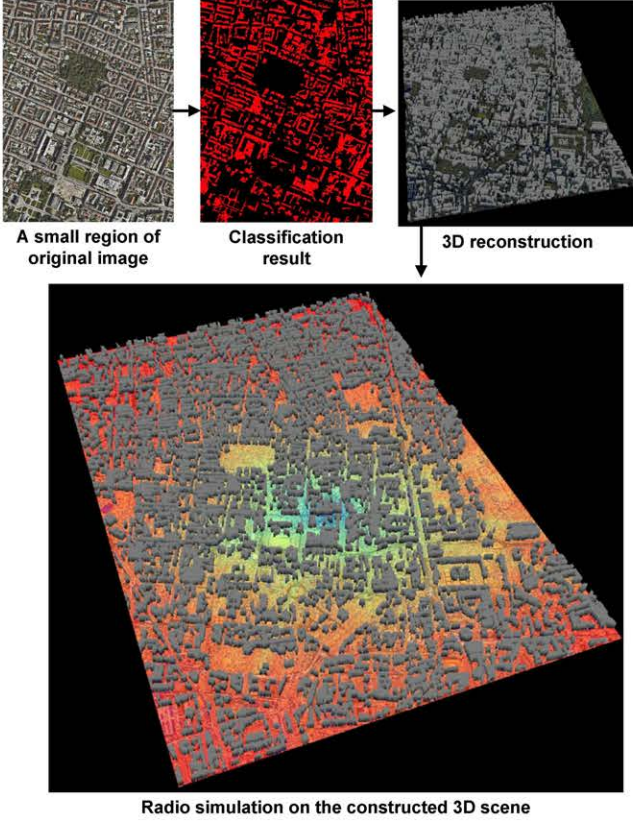 A small region of
original image
Classification
result
3D reconstruction
Radio simulation on the constructed 3D scene